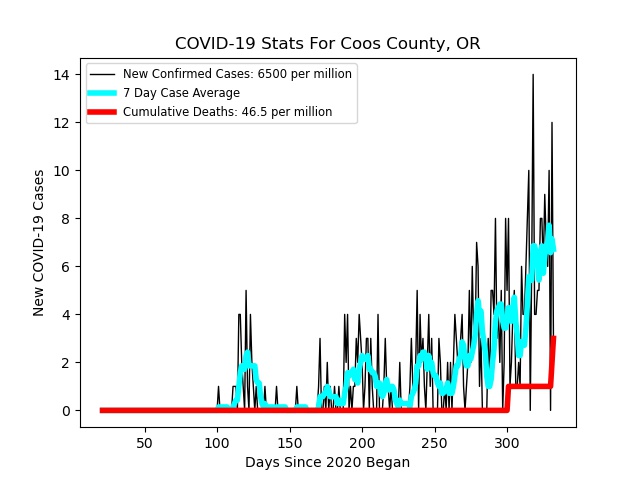 COVID-19 Stats For Coos County, OR
New Confirmed Cases: 6500 per million
7 Day Case Average
Cumulative Deaths: 46.5 per million
New COVID-19 Cases
14
12
10
8
6
4
2
0
50
100
150
200
250
300
Days Since 2020 Began